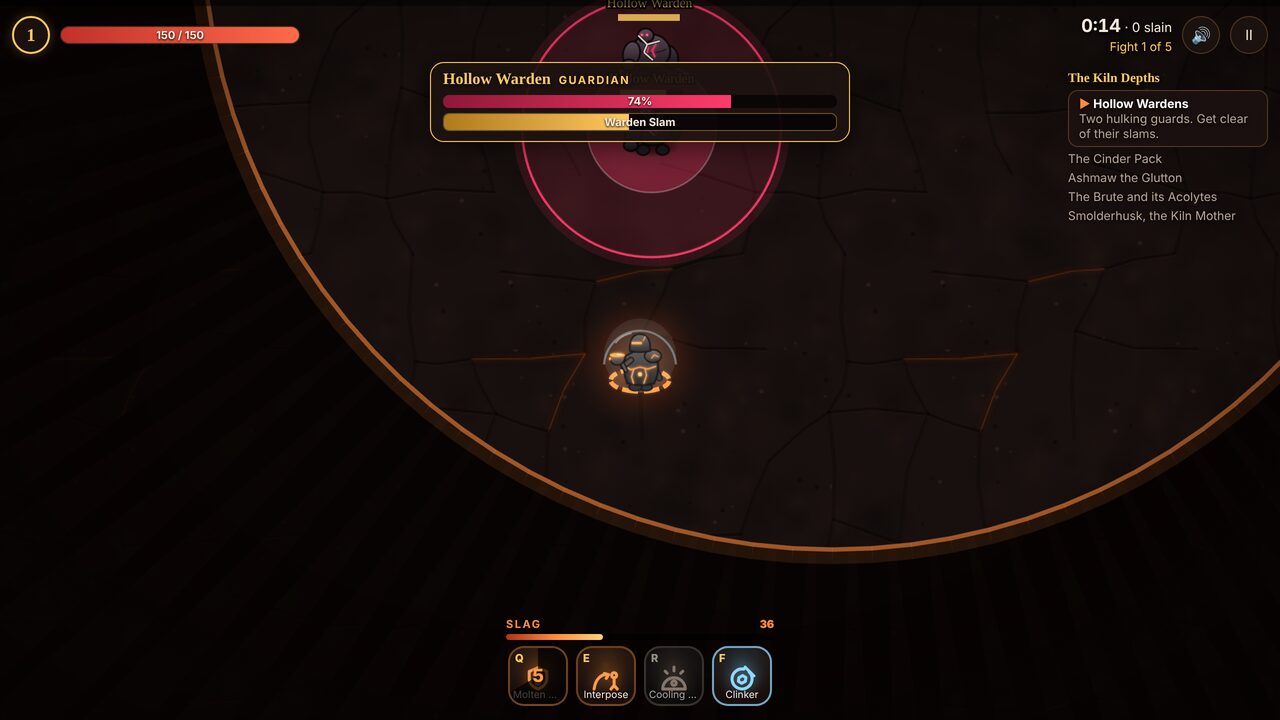 1
150 / 150
Hollow Warden
Hollow Warden GUARDIAN
74%
Warden Slam
0:14 · 0 slain
Fight 1 of 5
The Kiln Depths
▶ Hollow Wardens
Two hulking guards. Get clear
of their slams.
The Cinder Pack
Ashmaw the Glutton
The Brute and its Acolytes
Smolderhusk, the Kiln Mother
SLAG 36
Q
5
Molten ...
E
Interpose
R
Cooling ...
F
Clinker